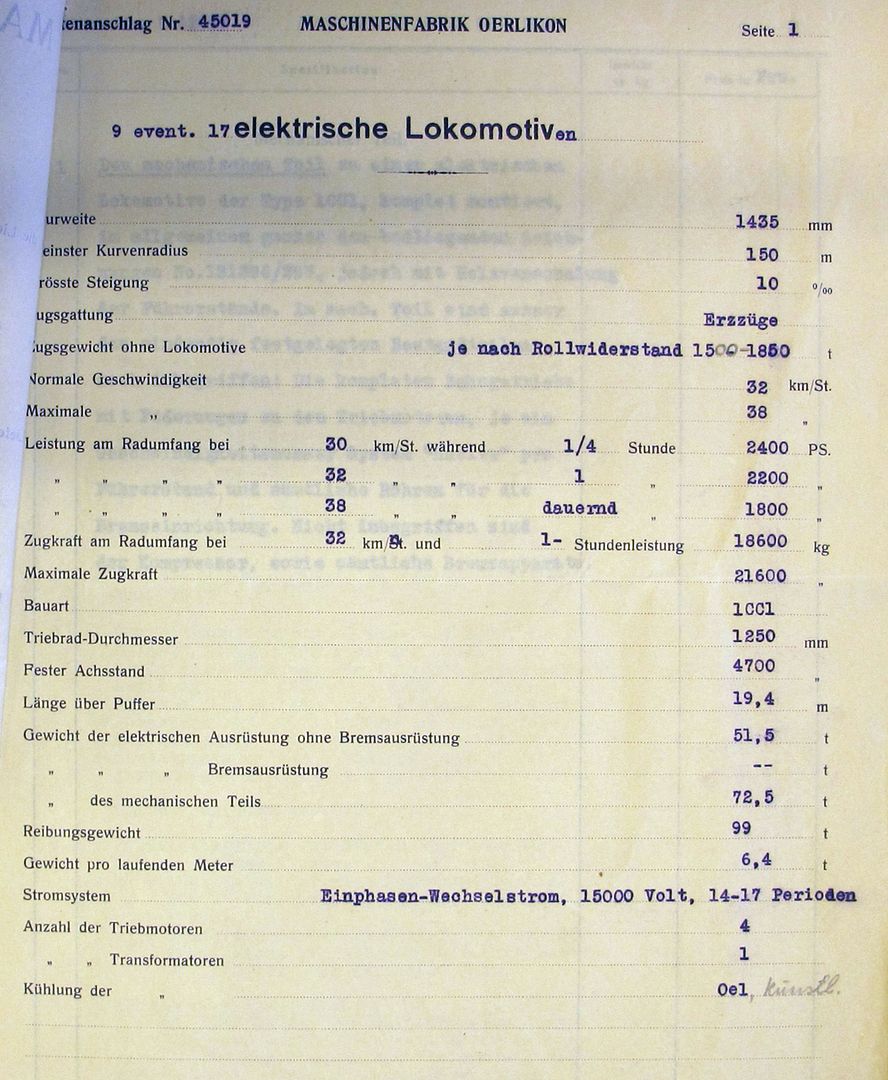 enanschlag Nr. 45019 MASCHINENFABRIK OERLIKON Seite 1
9 event. 17 elektrische Lokomotiven
urweite 1435 mm
einster Kurvenradius 150 m
rösste Steigung 10 ‰
ugsgattung Erzzüge
ugsgewicht ohne Lokomotive je nach Rollwiderstand 1500-1850 t
Normale Geschwindigkeit 32 km/St.
Maximale „ 38 „
Leistung am Radumfang bei 30 km/St. während 1/4 Stunde 2400 PS.
„ „ „ „ 32 „ „ 1 „ 2200 „
„ „ „ „ 38 „ „ dauernd „ 1800 „
Zugkraft am Radumfang bei 32 km/St. und 1- Stundenleistung 18600 kg
Maximale Zugkraft 21600 „
Bauart 1CC1
Triebrad-Durchmesser 1250 mm
Fester Achsstand 4700 „
Länge über Puffer 19,4 m
Gewicht der elektrischen Ausrüstung ohne Bremsausrüstung 51,5 t
„ „ „ Bremsausrüstung -- t
„ des mechanischen Teils 72,5 t
Reibungsgewicht 99 t
Gewicht pro laufenden Meter 6,4 t
Stromsystem Einphasen-Wechselstrom, 15000 Volt, 14-17 Perioden
Anzahl der Triebmotoren 4
„ „ Transformatoren 1
Kühlung der „ Oel, künstl.